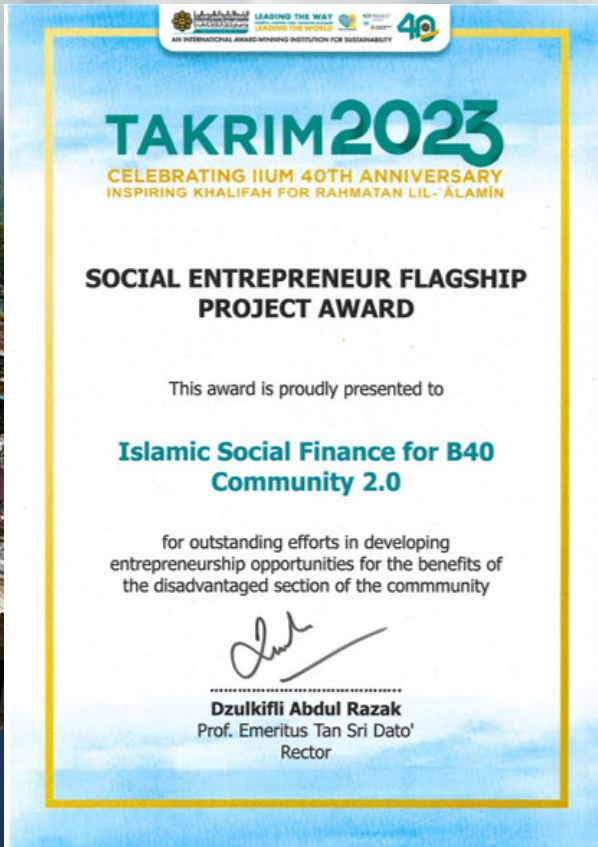 LEADING THE WAY
LEADING THE WORLD
40
AN INTERNATIONAL AWARD-WINNING INSTITUTION FOR SUSTAINABILITY
TAKRIM 2023
CELEBRATING IIUM 40TH ANNIVERSARY
INSPIRING KHALIFAH FOR RAHMATAN LIL-ʿĀLAMĪN
SOCIAL ENTREPRENEUR FLAGSHIP
PROJECT AWARD
This award is proudly presented to
Islamic Social Finance for B40
Community 2.0
for outstanding efforts in developing
entrepreneurship opportunities for the benefits of
the disadvantaged section of the commmunity
Dzulkifli Abdul Razak
Prof. Emeritus Tan Sri Dato'
Rector